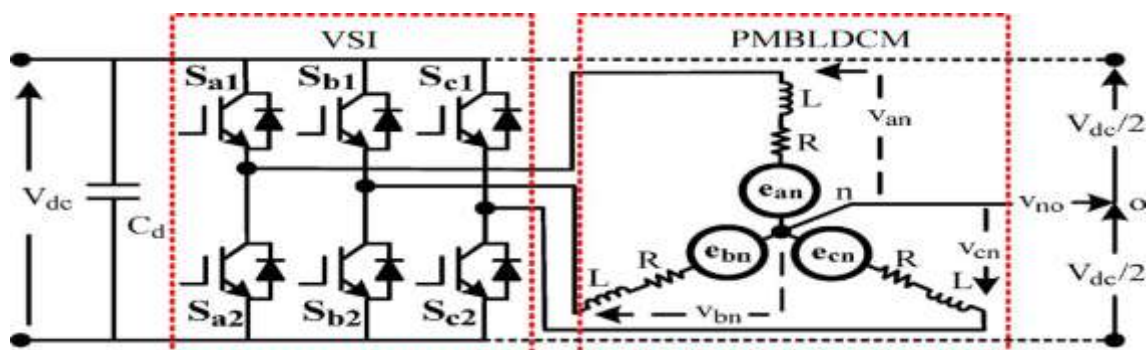 VSI
PMBLDCM
Sa1
Sb1
Sc1
L
R
van
Vdc/2
Vdc
Cd
ean
n
vno
o
ebn
ecn
vcn
R
L
R
L
Vdc/2
vbn
Sa2
Sb2
Sc2